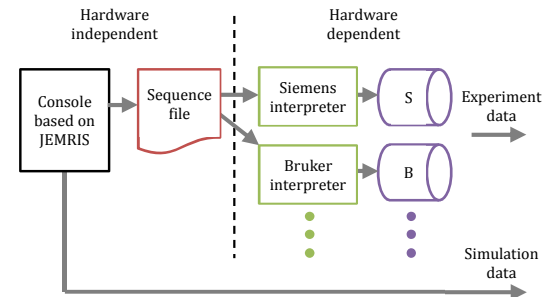 Hardware
independent
Hardware
dependent
Console
based on
JEMRIS
Sequence
file
Siemens
interpreter
S
Experiment
data
Bruker
interpreter
B
Simulation
data